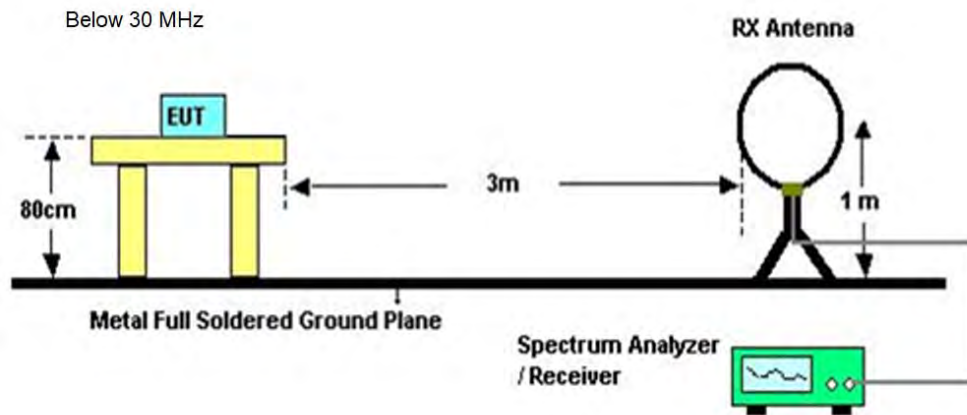 Below 30 MHz
RX Antenna
EUT
80cm
3m
1 m
Metal Full Soldered Ground Plane
Spectrum Analyzer
/ Receiver